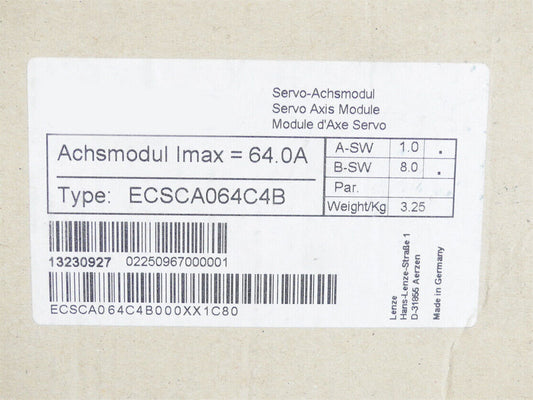 Servo-Achsmodul
Servo Axis Module
Module d'Axe Servo
Achsmodul Imax = 64.0A
Type: ECSCA064C4B
A-SW 1.0 .
B-SW 8.0 .
Par.
Weight/Kg 3.25
13230927 02250967000001
ECSCA064C4B000XX1C80
Lenze
Hans-Lenze-Straße 1
D-31855 Aerzen
Made in Germany